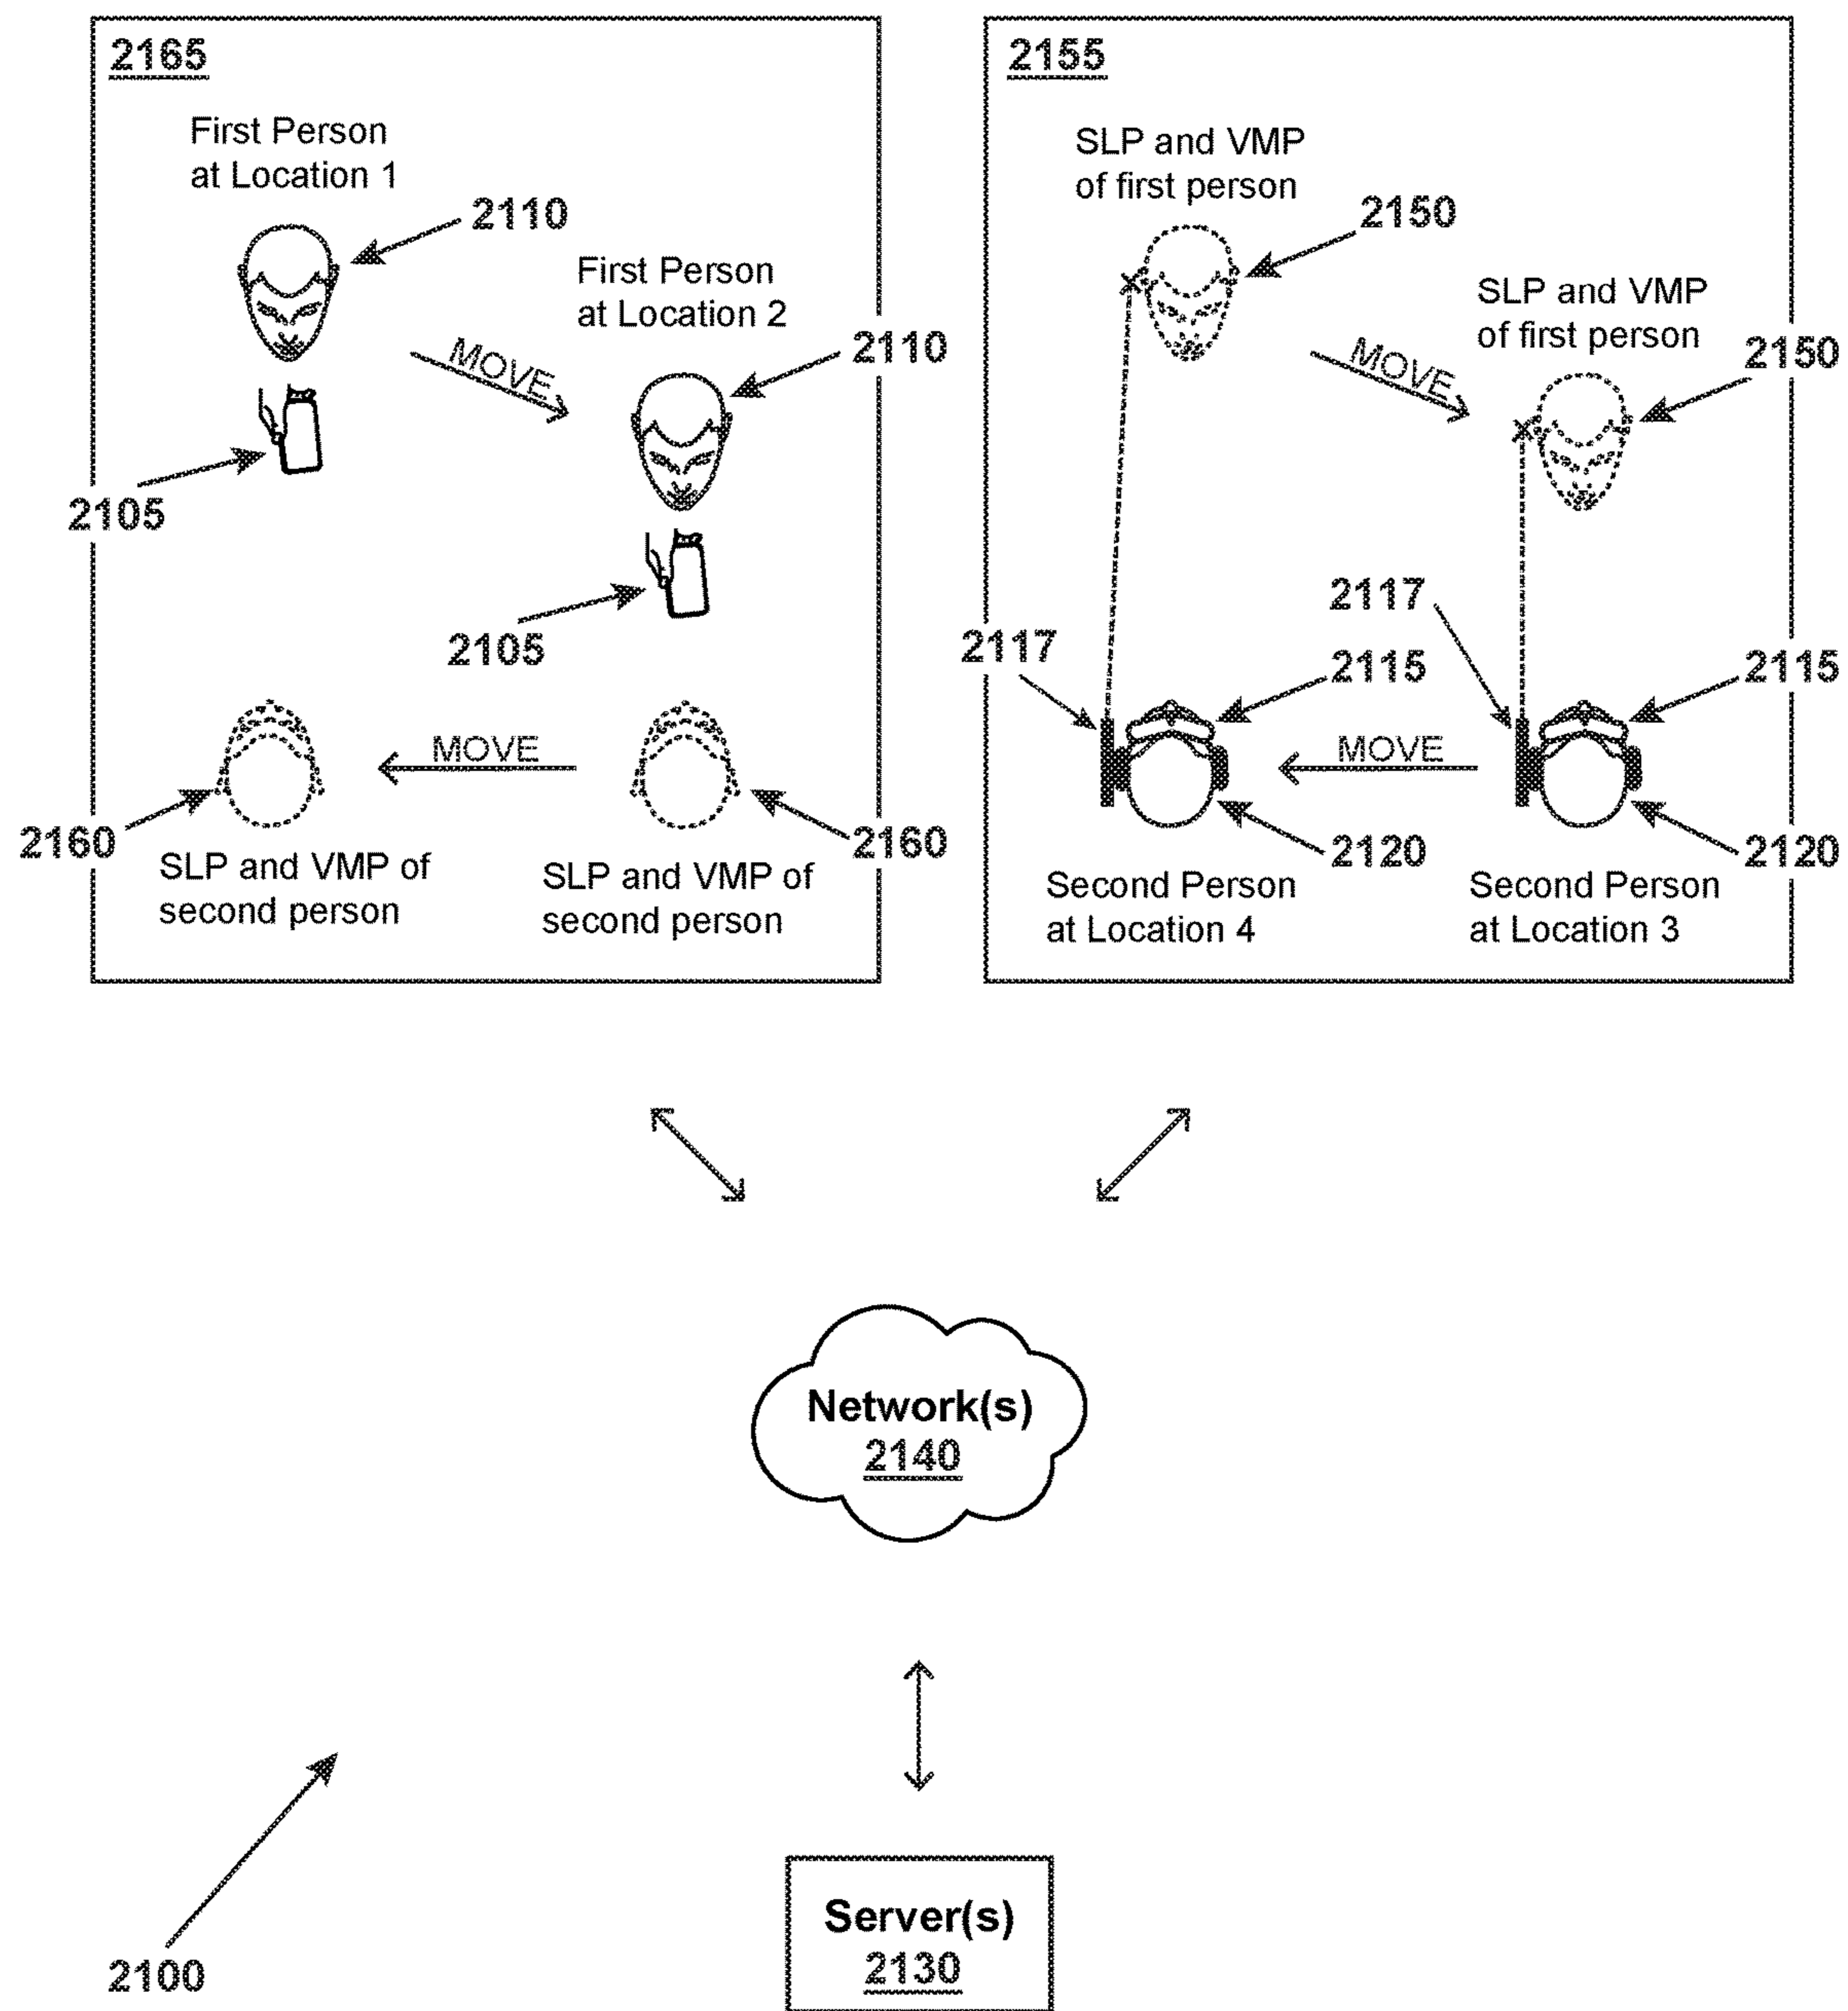 2165
First Person
at Location 1
2110
First Person
at Location 2
2110
MOVE
2105
2105
MOVE
2160
2160
SLP and VMP of
second person
SLP and VMP of
second person
2155
SLP and VMP
of first person
2150
SLP and VMP
of first person
2150
MOVE
2117
2117
2115
2115
MOVE
2120
2120
Second Person
at Location 4
Second Person
at Location 3
Network(s)
2140
2100
Server(s)
2130